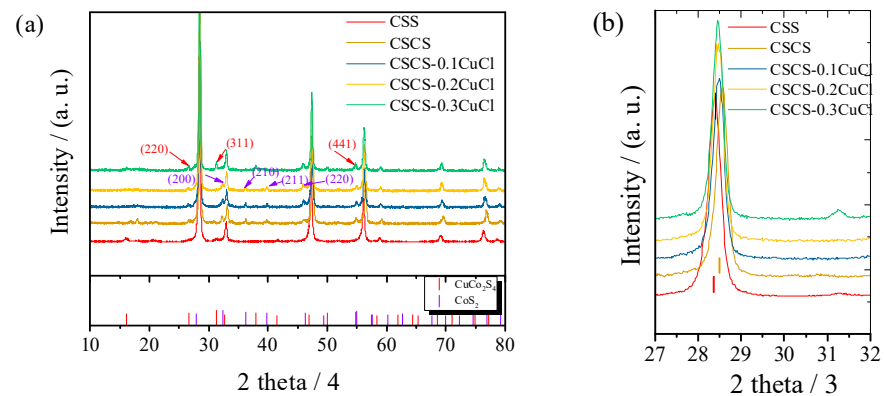 (a)
CSS
CSCS
CSCS-0.1CuCl
CSCS-0.2CuCl
CSCS-0.3CuCl
(220)
(311)
(441)
(200)
(210)
(211)
(220)
Intensity / (a. u.)
CuCo₂S₄
CoS₂
10 20 30 40 50 60 70 80
2 theta / 4
(b)
CSS
CSCS
CSCS-0.1CuCl
CSCS-0.2CuCl
CSCS-0.3CuCl
Intensity / (a. u.)
27 28 29 30 31 32
2 theta / 3